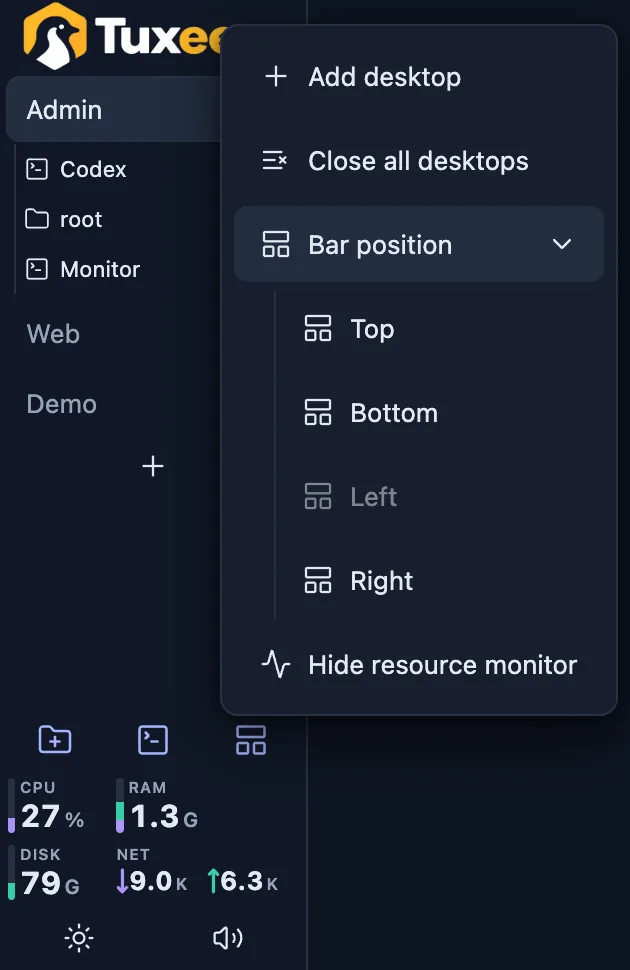 Admin
Codex
root
Monitor
Web
Demo
Add desktop
Close all desktops
Bar position
Top
Bottom
Left
Right
Hide resource monitor
CPU
27 %
RAM
1.3 G
DISK
79 G
NET
↓9.0 K ↑6.3 K